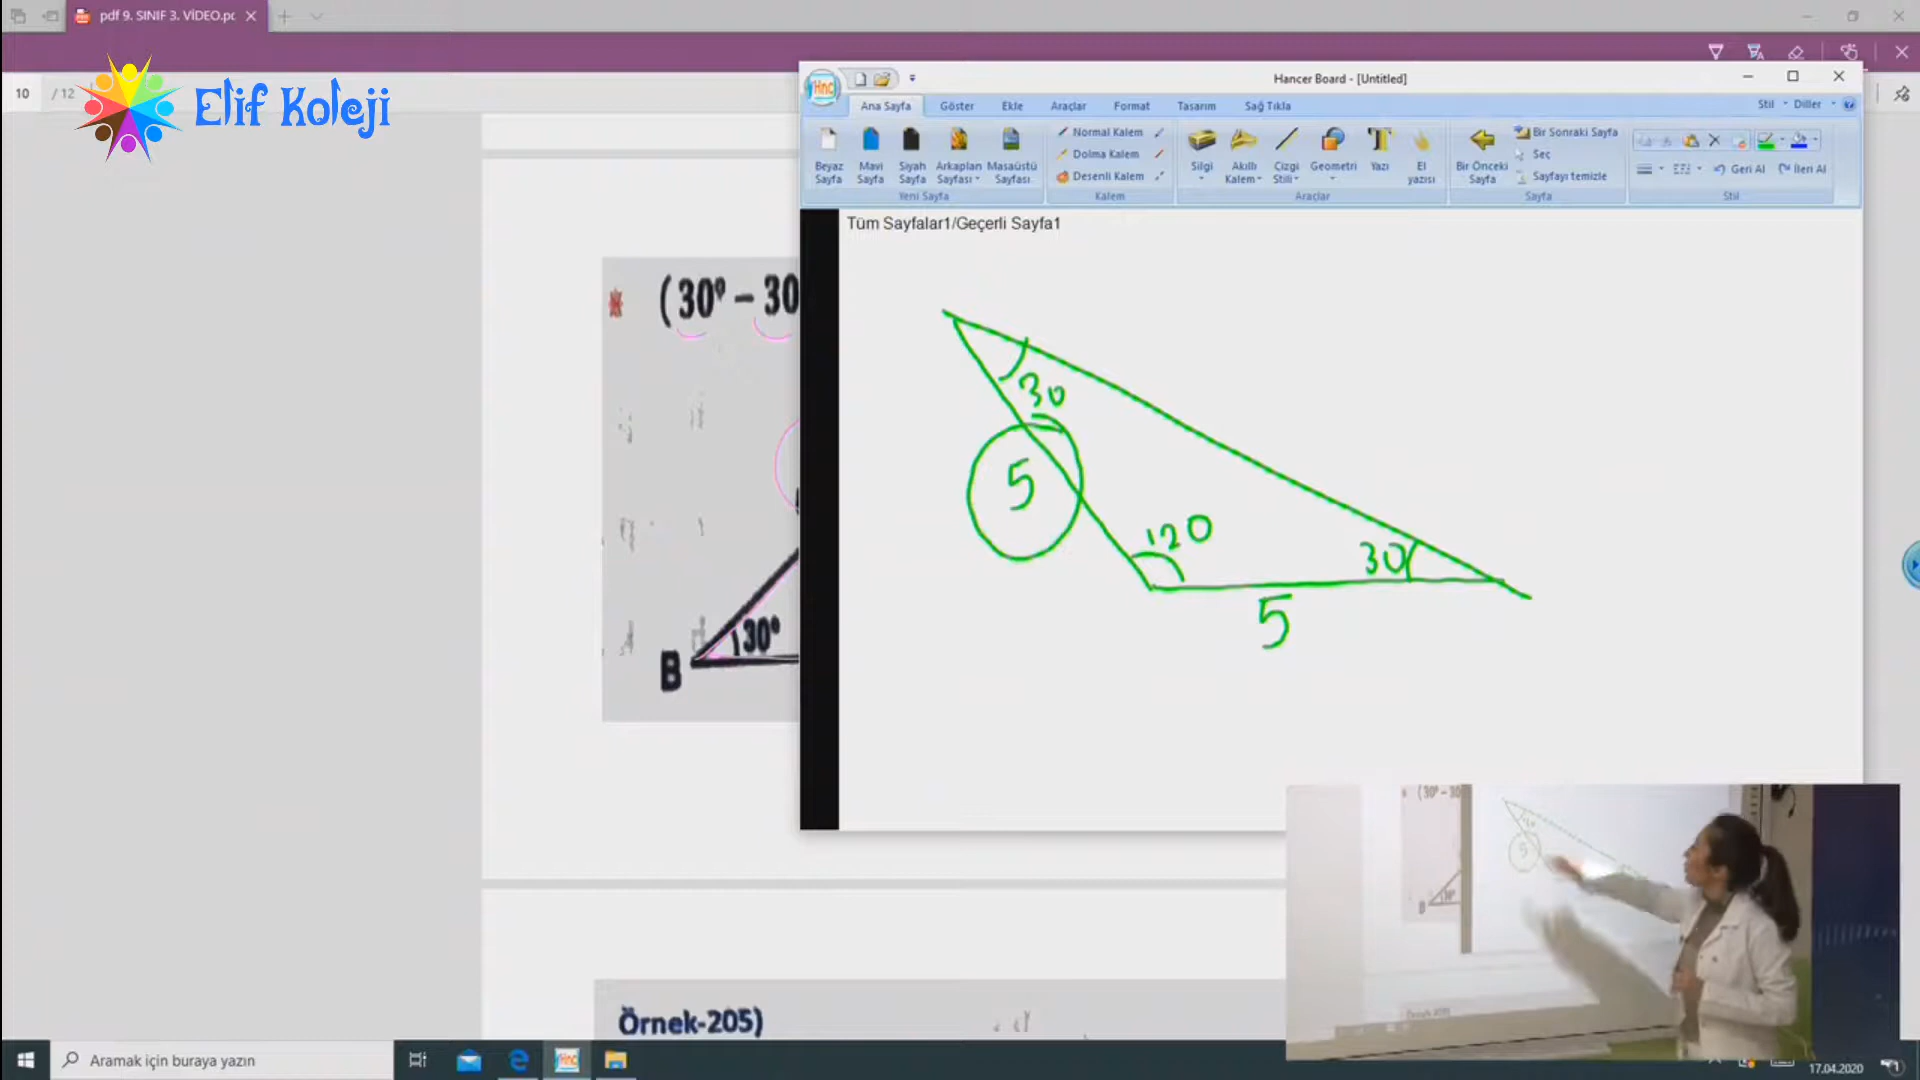 pdf 9. SINIF 3. VİDEO.pc
10 / 12
Elif Koleji
Hancer Board - [Untitled]
Ana Sayfa Göster Ekle Araçlar Format Tasarım Sağ Tıkla
Stil Diller
Beyaz Sayfa
Mavi Sayfa
Siyah Sayfa
Arkaplan Sayfası
Masaüstü Sayfası
Yeni Sayfa
Normal Kalem
Dolma Kalem
Desenli Kalem
Kalem
Silgi
Akıllı Kalem
Çizgi Stili
Geometri
Yazı
El yazısı
Araçlar
Bir Önceki Sayfa
Bir Sonraki Sayfa
Seç
Sayfayı temizle
Sayfa
Geri Al
İleri Al
Stil
Tüm Sayfalar1/Geçerli Sayfa1
(30° – 30
30
5
120
30
5
30°
B
Örnek-205)
Aramak için buraya yazın
17.04.2020